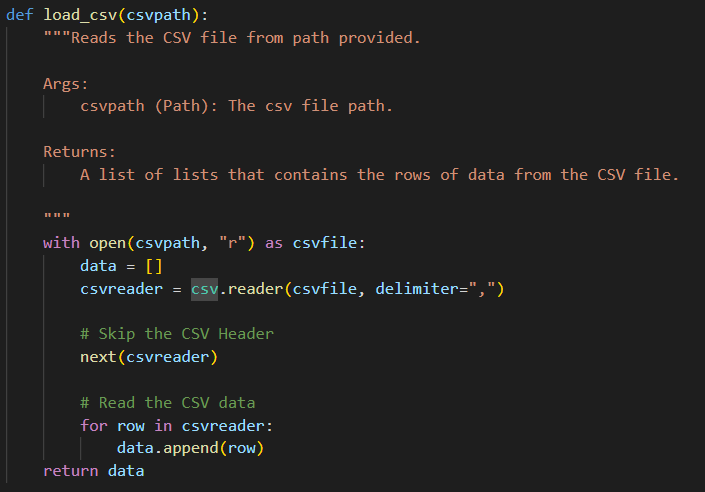 def load_csv(csvpath):
    """Reads the CSV file from path provided.

    Args:
        csvpath (Path): The csv file path.

    Returns:
        A list of lists that contains the rows of data from the CSV file.

    """
    with open(csvpath, "r") as csvfile:
        data = []
        csvreader = csv.reader(csvfile, delimiter=",")

        # Skip the CSV Header
        next(csvreader)

        # Read the CSV data
        for row in csvreader:
            data.append(row)
    return data